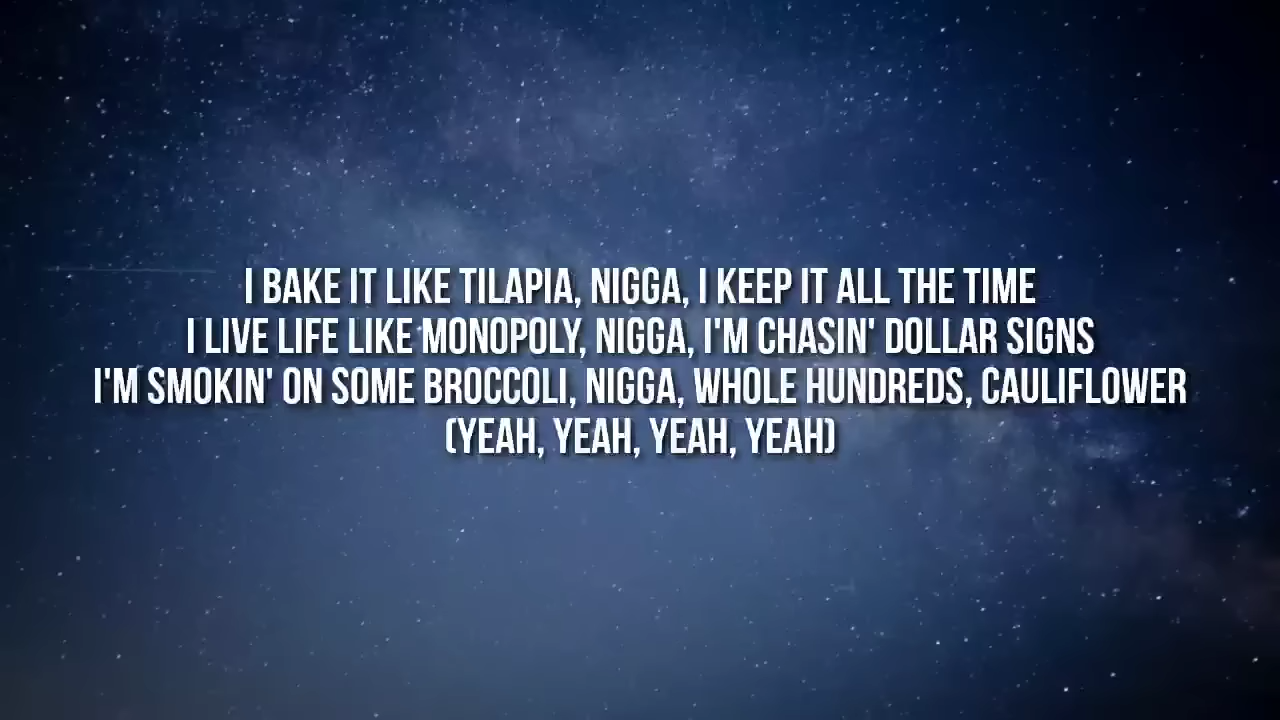 I BAKE IT LIKE TILAPIA, NIGGA, I KEEP IT ALL THE TIME
I LIVE LIFE LIKE MONOPOLY, NIGGA, I'M CHASIN' DOLLAR SIGNS
I'M SMOKIN' ON SOME BROCCOLI, NIGGA, WHOLE HUNDREDS, CAULIFLOWER
(YEAH, YEAH, YEAH, YEAH)